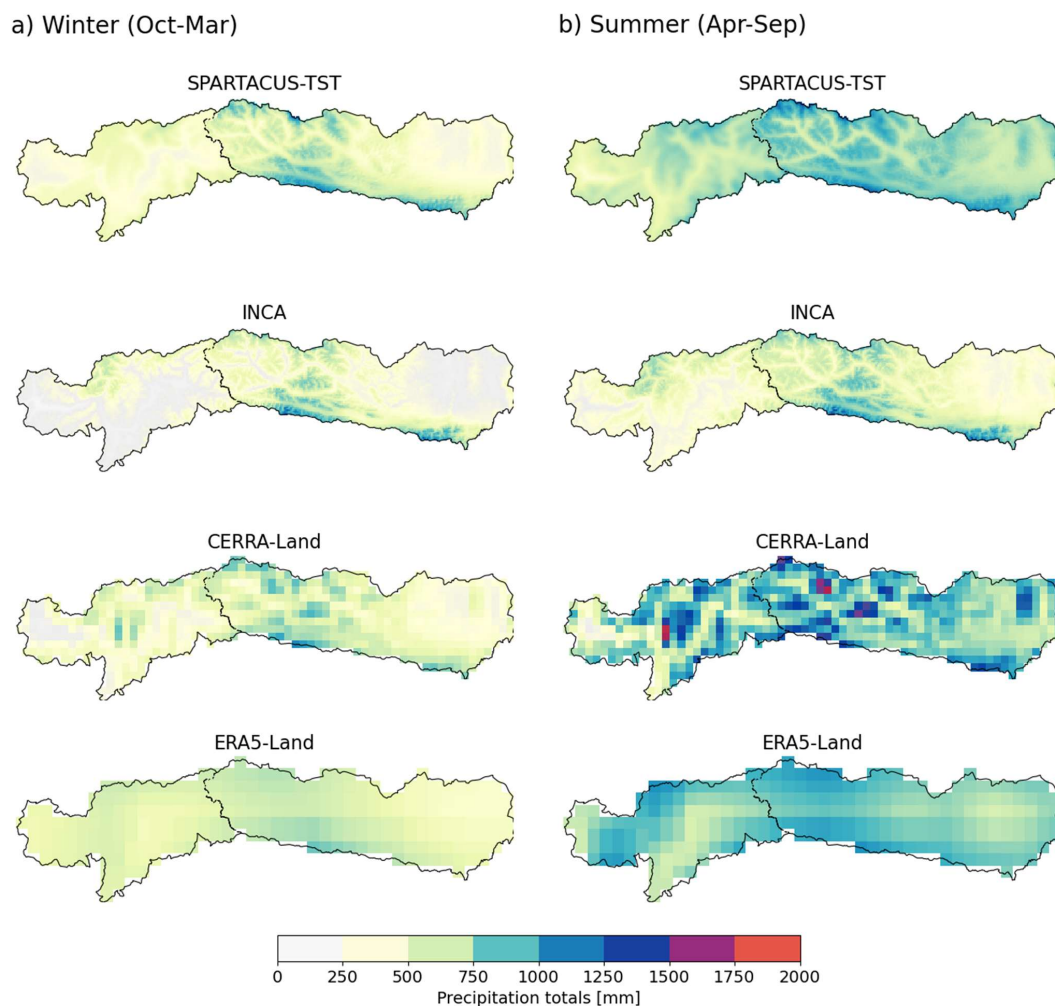 a) Winter (Oct-Mar)
b) Summer (Apr-Sep)
SPARTACUS-TST
SPARTACUS-TST
INCA
INCA
CERRA-Land
CERRA-Land
ERA5-Land
ERA5-Land
0 250 500 750 1000 1250 1500 1750 2000
Precipitation totals [mm]